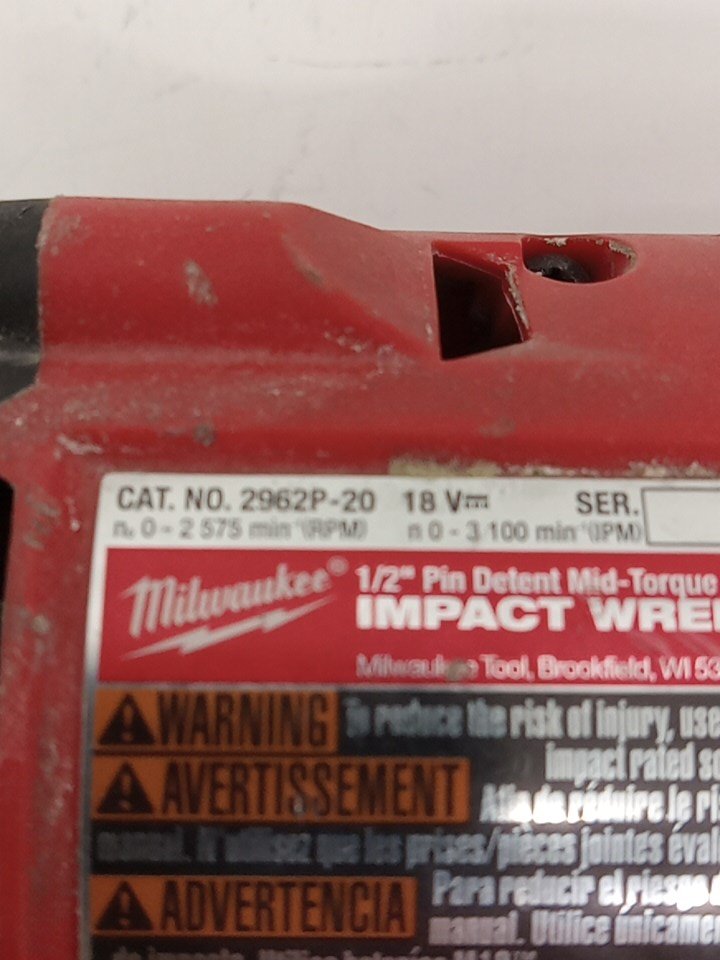 CAT. NO. 2962P-20 18 V⎓ SER.
n₀ 0 - 2 575 min⁻¹(RPM) n 0 - 3 100 min⁻¹(IPM)
Milwaukee®
1/2" Pin Detent Mid-Torque
IMPACT WRE
Milwaukee Tool, Brookfield, WI 53
⚠WARNING To reduce the risk of injury, use
impact rated so
⚠AVERTISSEMENT Afin de réduire le ri
manual. N'utilisez que les prises/pièces jointes éval
⚠ADVERTENCIA Para reducir el riesgo
manual. Utilice únicamen